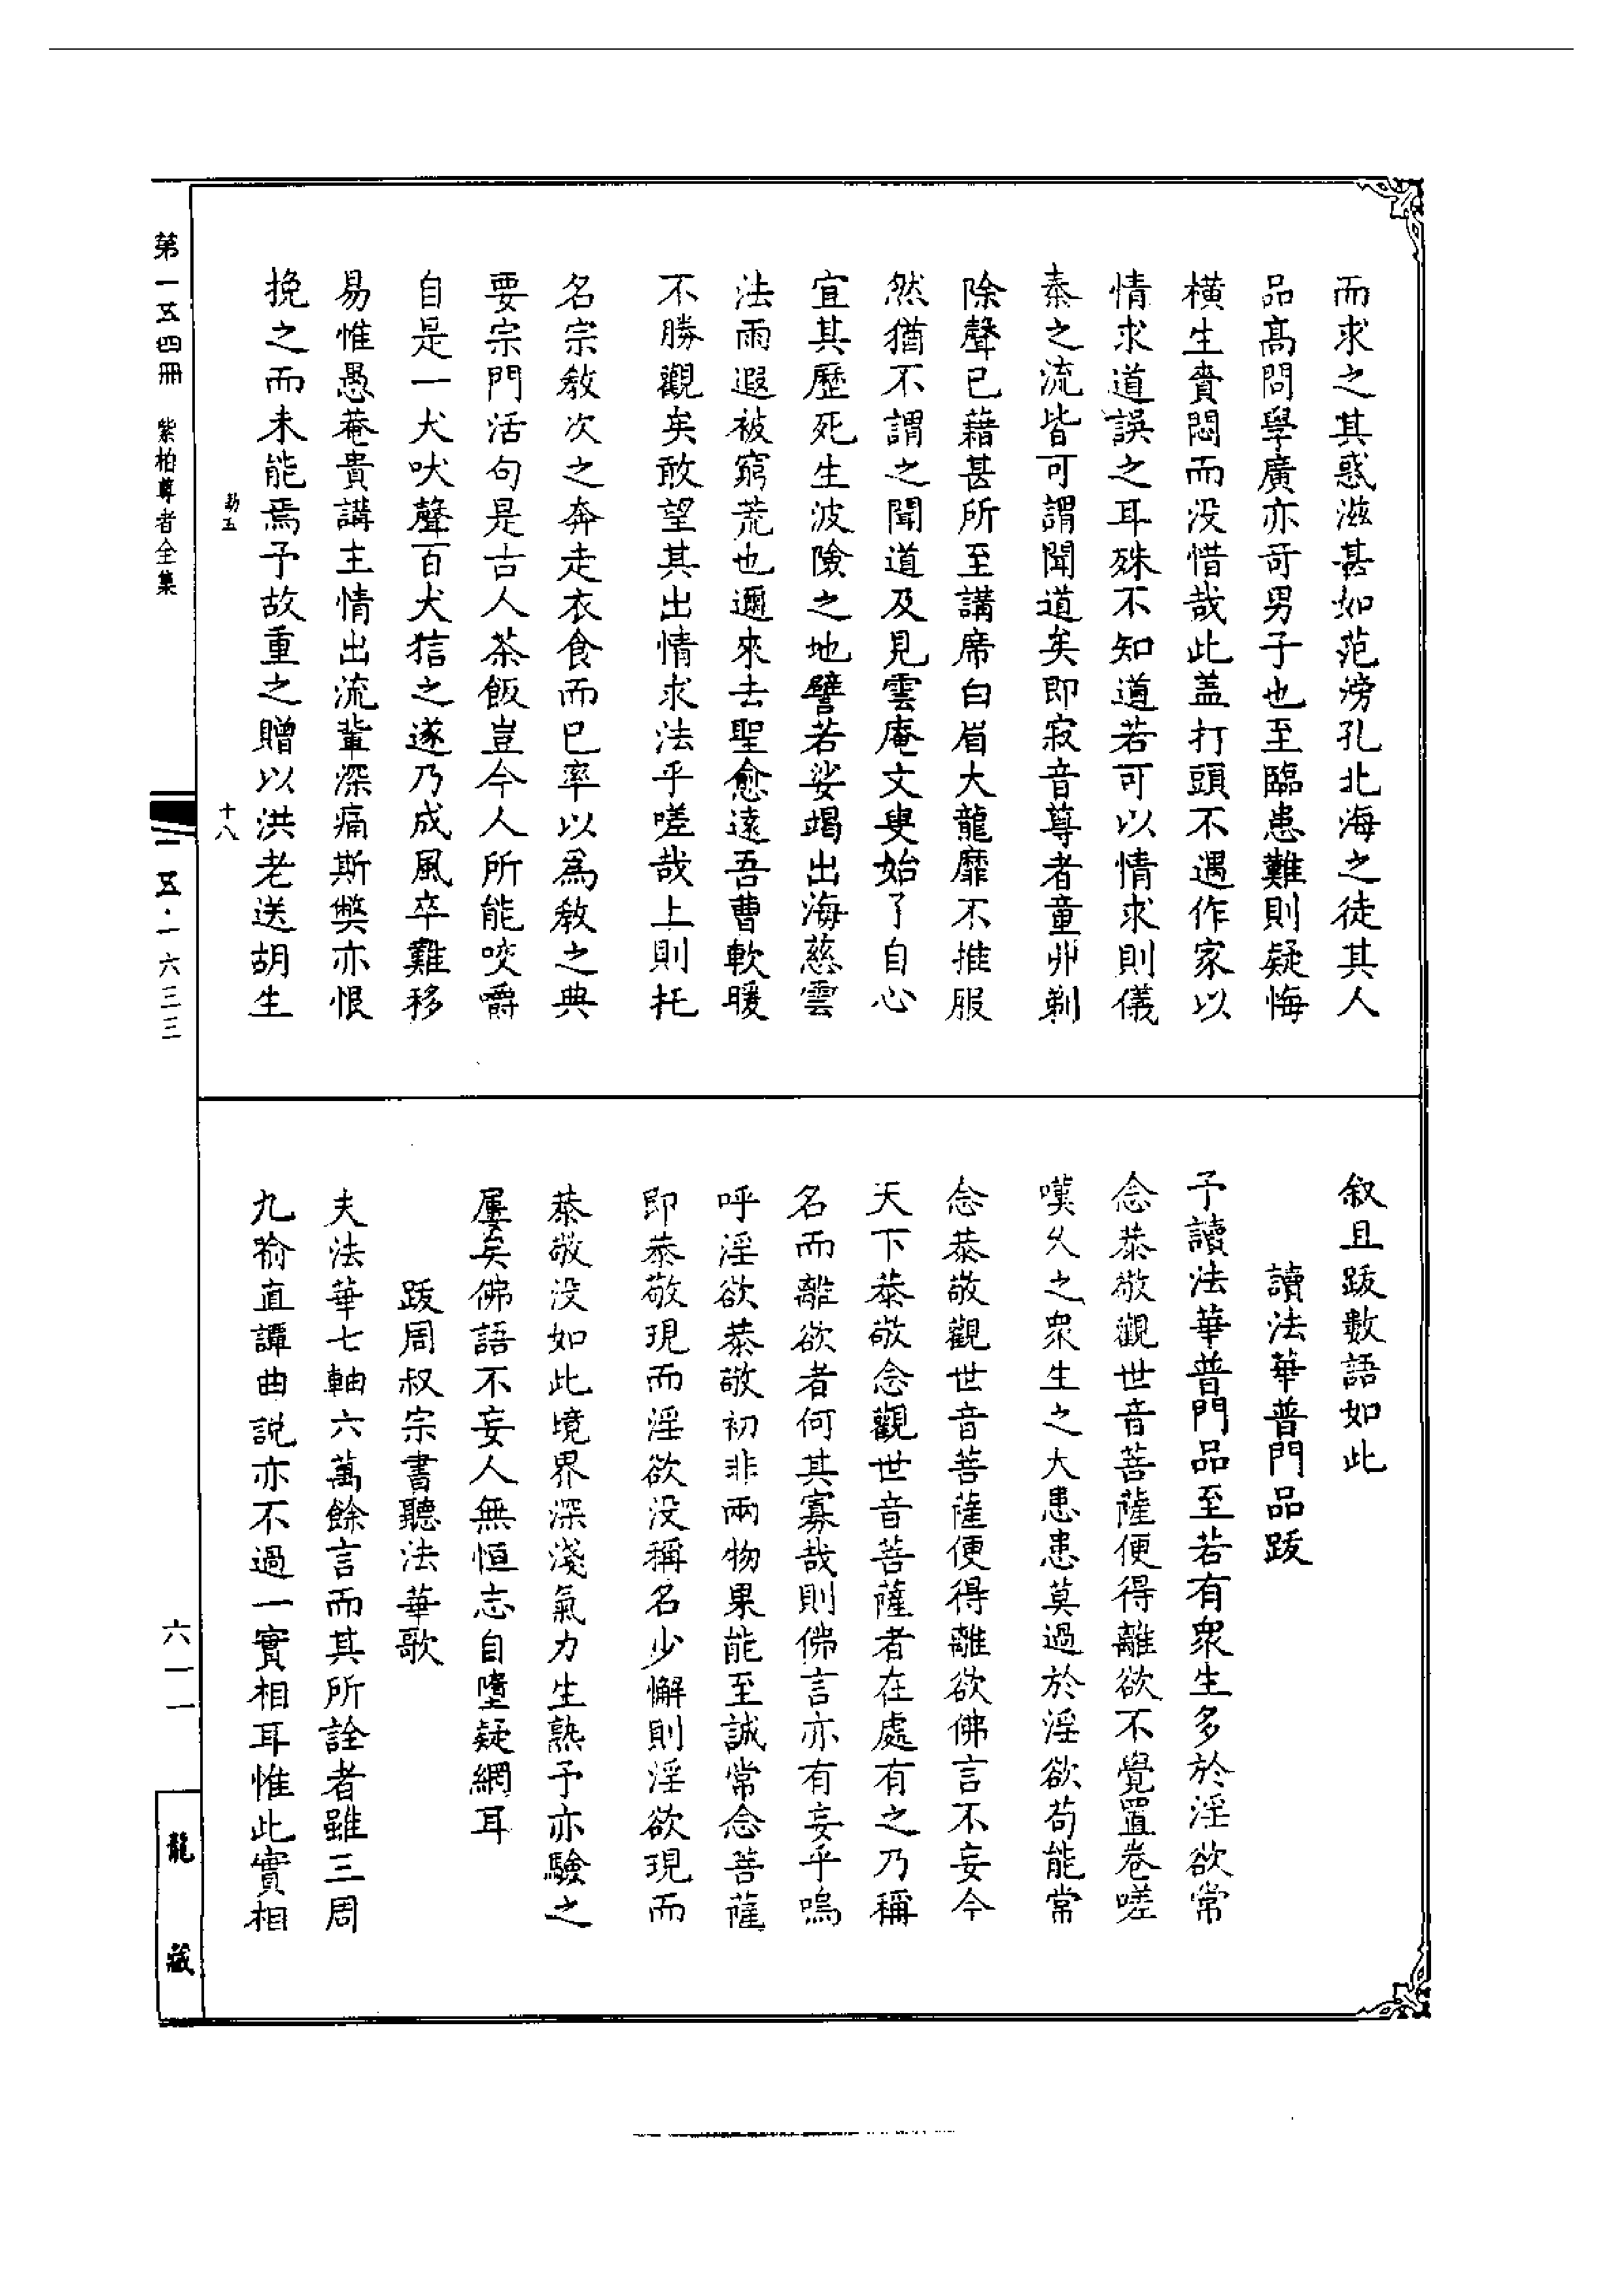 而求之其惑滋甚如范滂孔北海之徒其人
品高問學廣亦奇男子也至臨患難則疑悔
橫生賚悶而没惜哉此盖打頭不遇作家以
情求道誤之耳殊不知道若可以情求則儀
秦之流皆可謂聞道矣即寂音尊者童丱剃
除聲已藉甚所至講席白眉大龍靡不推服
然猶不謂之聞道及見雲庵文叟始了自心
宜其歷死生波險之地譬若娑竭出海慈雲
法雨遐被窮荒也邇來去聖愈遠吾曹軟暖
不勝觀矣敢望其出情求法乎嗟哉上則托
名宗教次之奔走衣食而已率以爲教之典
要宗門活句是古人茶飯豈今人所能咬嚼
自是一犬吠聲百犬狺之遂乃成風卒難移
易惟愚菴貴講主情出流輩深痛斯弊亦恨
挽之而未能焉予故重之贈以洪老送胡生
叙且跋數語如此
讀法華普門品跋
予讀法華普門品至若有衆生多於淫欲常
念恭敬觀世音菩薩便得離欲不覺置卷嗟
嘆久之衆生之大患患莫過於淫欲苟能常
念恭敬觀世音菩薩便得離欲佛言不妄今
天下恭敬念觀世音菩薩者在處有之乃稱
名而離欲者何其寡哉則佛言亦有妄乎嗚
呼淫欲恭敬初非兩物果能至誠常念菩薩
即恭敬現而淫欲没稱名少懈則淫欲現而
恭敬没如此境界深淺氣力生熟予亦驗之
屢矣佛語不妄人無恒志自墮疑網耳
跋周叔宗書聽法華歌
夫法華七軸六萬餘言而其所詮者雖三周
九喻直譚曲説亦不過一實相耳惟此實相
勒五
十八
第一五四冊 紫柏尊者全集
一五·一六三三
六一一
龍藏